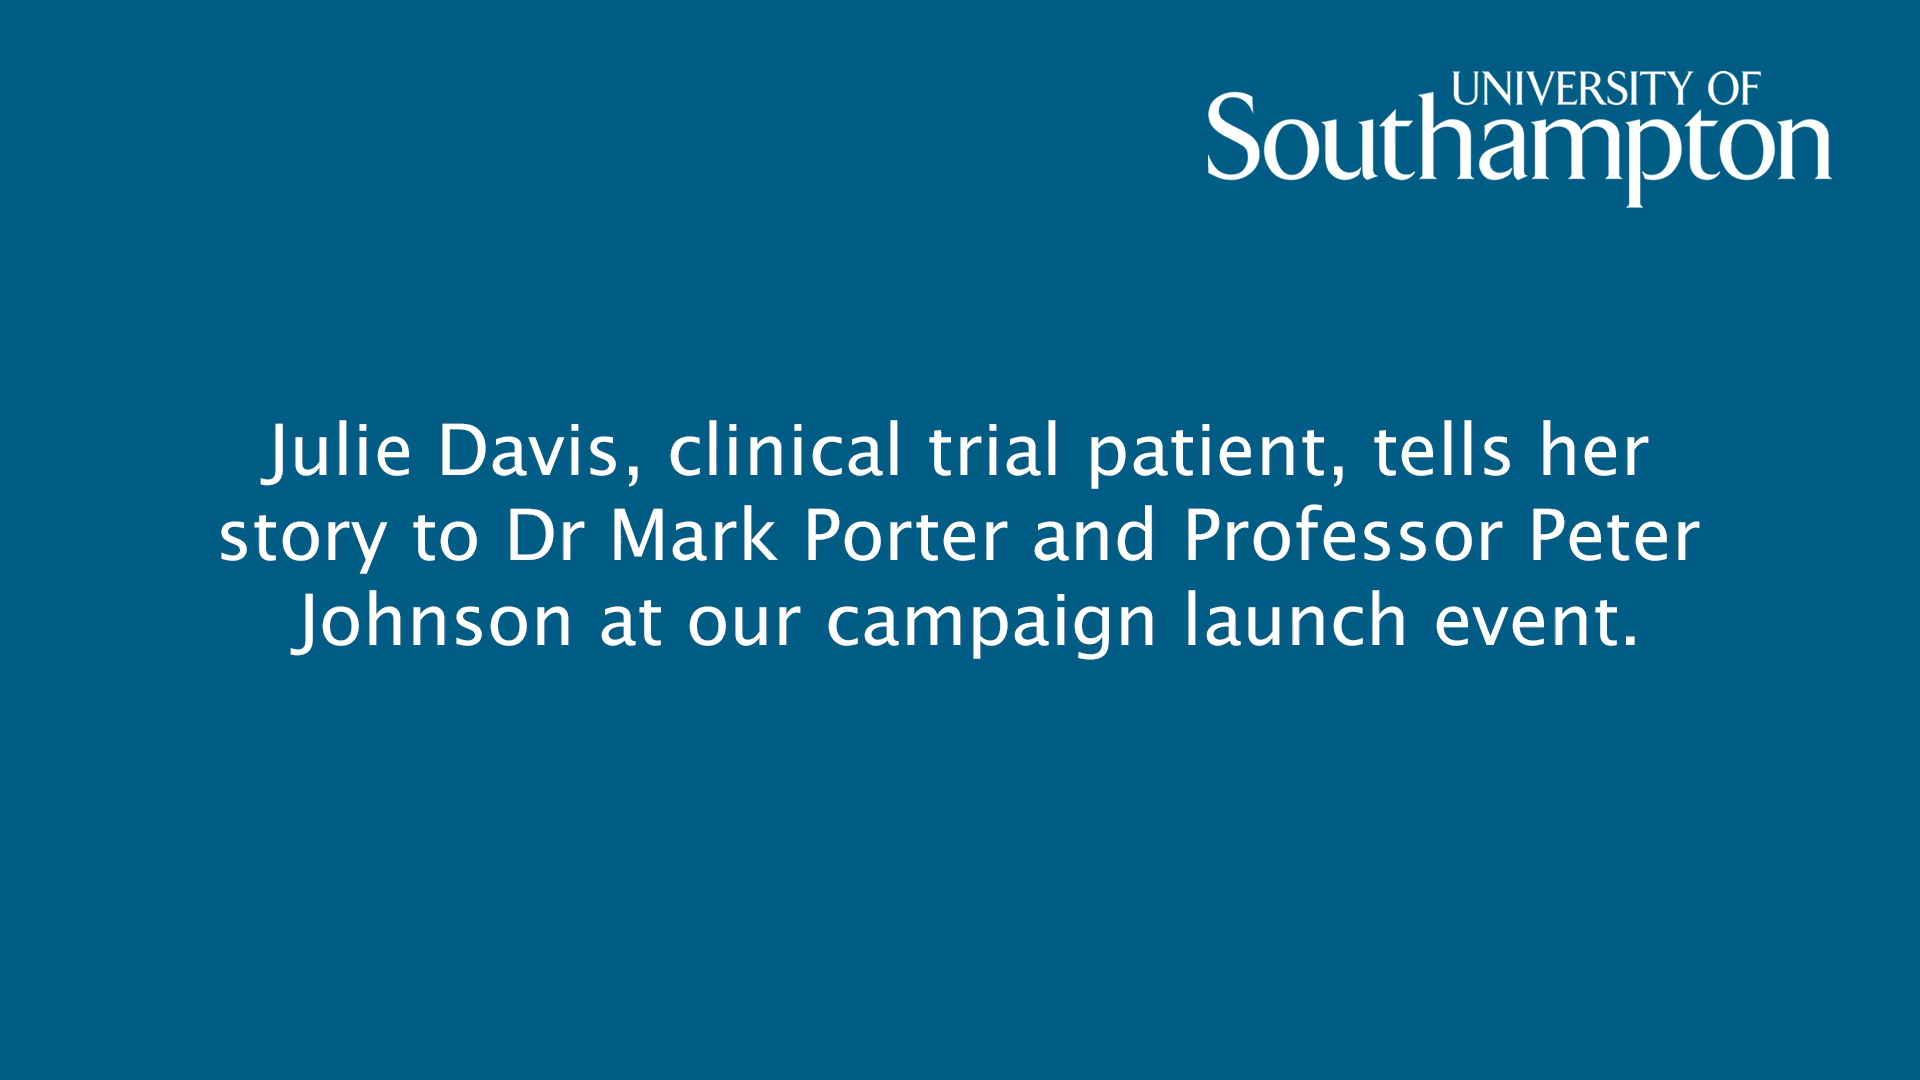 UNIVERSITY OF
Southampton
Julie Davis, clinical trial patient, tells her
story to Dr Mark Porter and Professor Peter
Johnson at our campaign launch event.